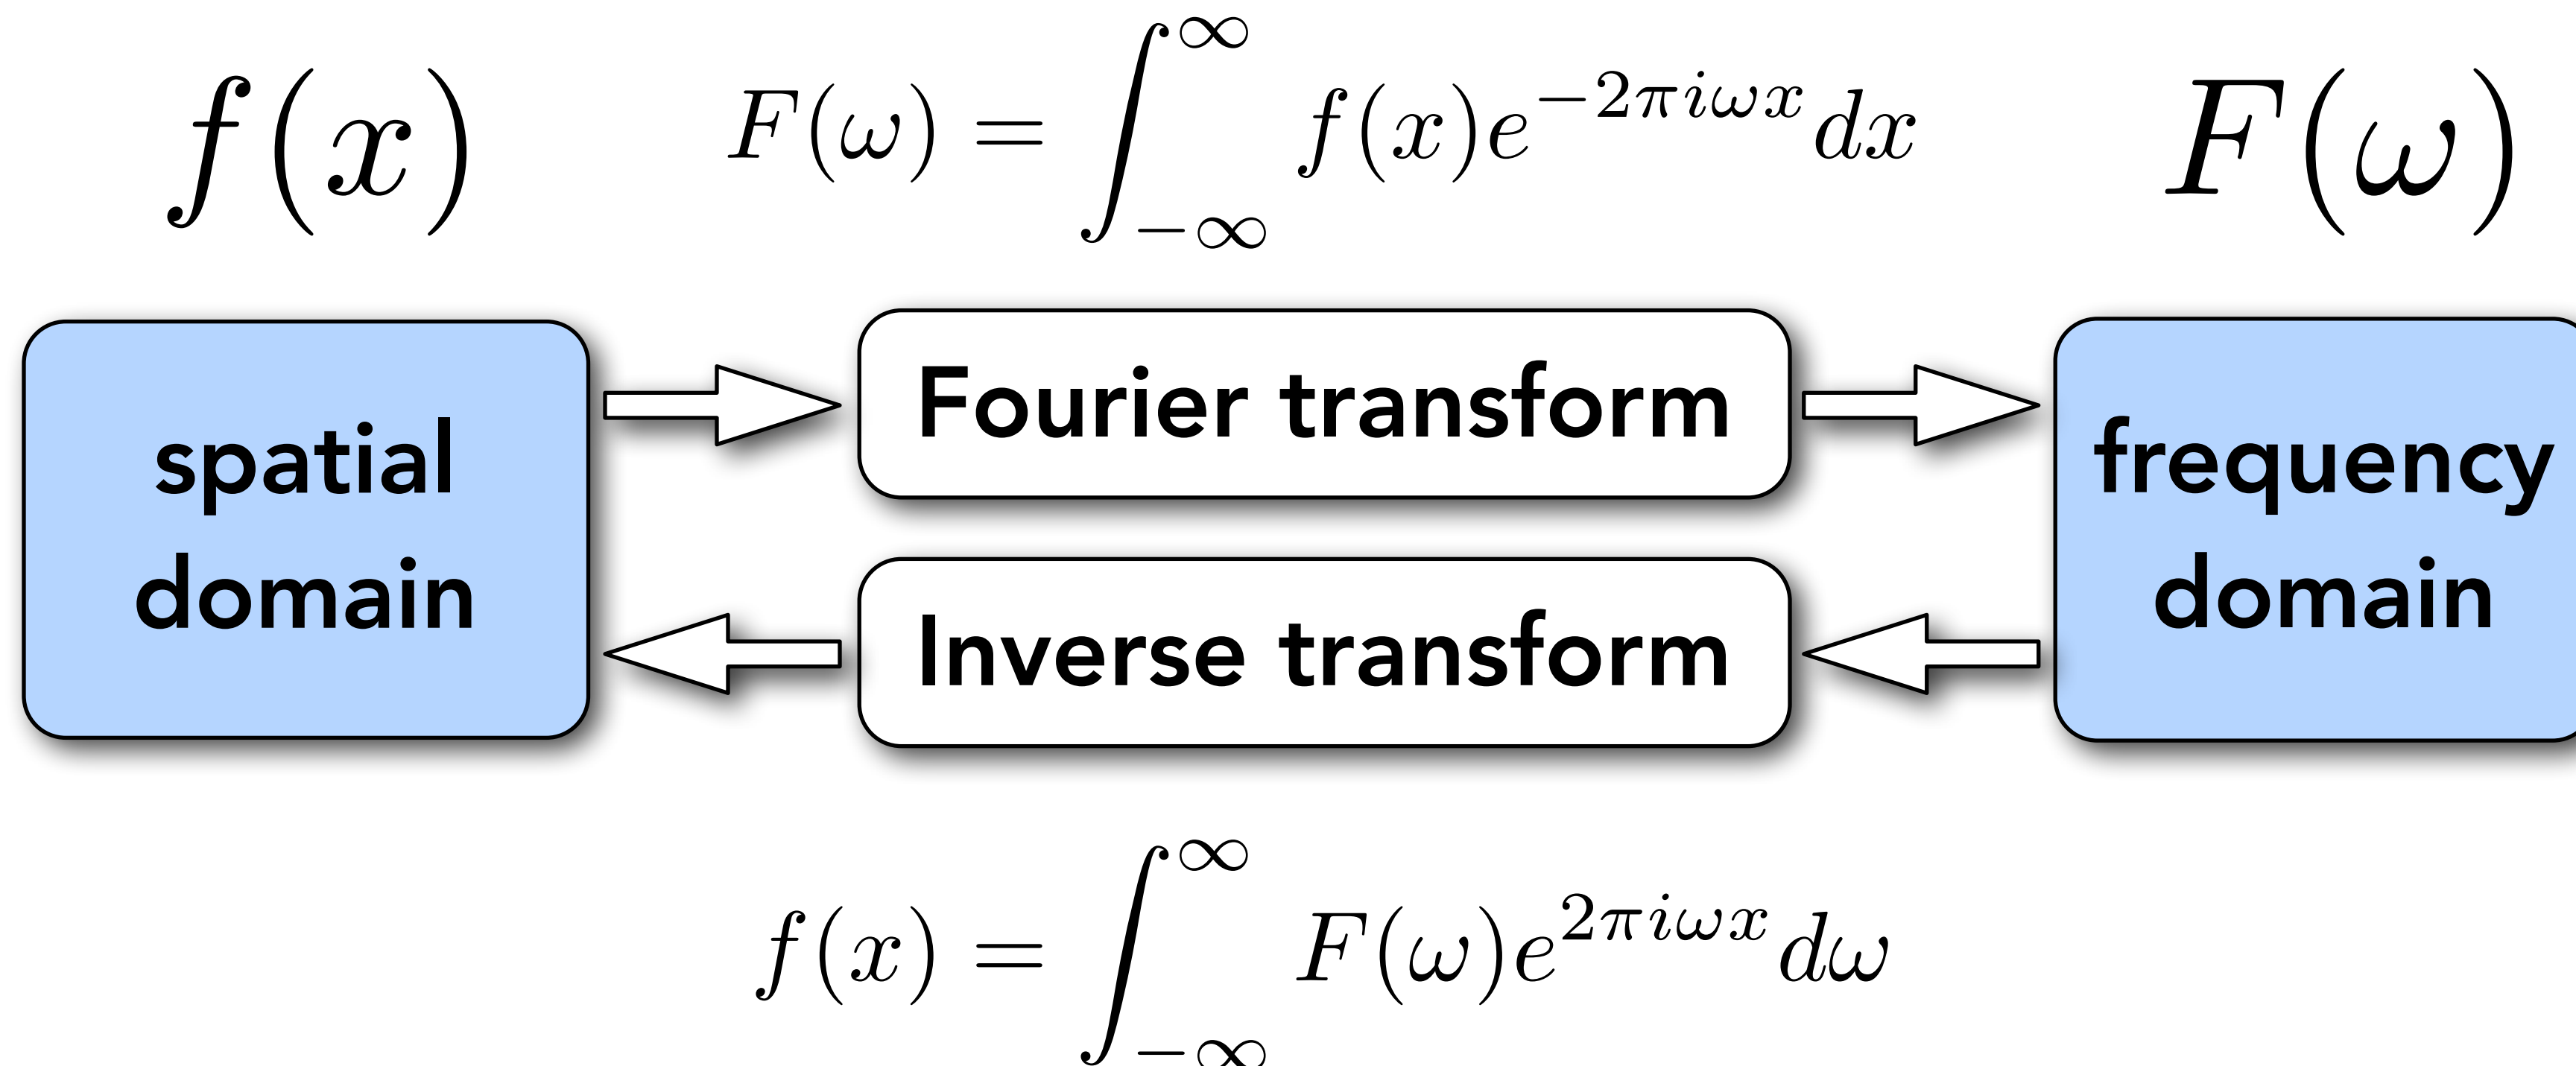 f(x)
F(ω) = ∫_{-∞}^{∞} f(x)e^{-2πiωx}dx
F(ω)
spatial
domain
Fourier transform
Inverse transform
frequency
domain
f(x) = ∫_{-∞}^{∞} F(ω)e^{2πiωx}dω